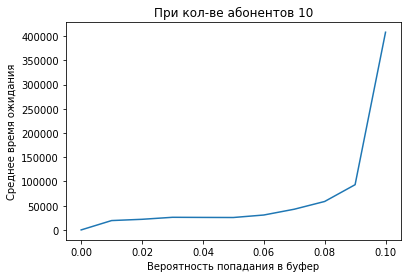 При кол-ве абонентов 10
400000
350000
300000
250000
200000
150000
100000
50000
0
Среднее время ожидания
0.00 0.02 0.04 0.06 0.08 0.10
Вероятность попадания в буфер